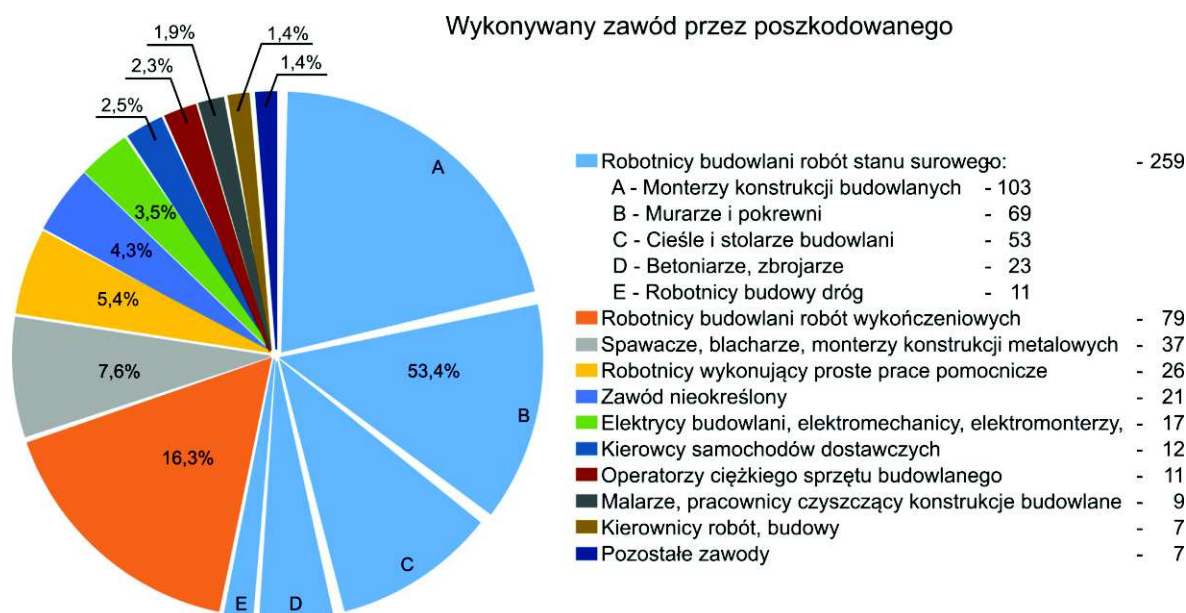 Wykonywany zawód przez poszkodowanego
1,9%
1,4%
2,3%
1,4%
2,5%
A
3,5%
4,3%
5,4%
7,6%
53,4%
B
16,3%
C
E
D
Robotnicy budowlani robót stanu surowego: - - 259
A - Monterzy konstrukcji budowlanych - 103
B - Murarze i pokrewni - 69
C - Cieśle i stolarze budowlani - 53
D - Betoniarze, zbrojarze - 23
E - Robotnicy budowy dróg - 11
Robotnicy budowlani robót wykończeniowych - 79
Spawacze, blacharze, monterzy konstrukcji metalowych - 37
Robotnicy wykonujący proste prace pomocnicze - 26
Zawód nieokreślony - 21
Elektrycy budowlani, elektromechanicy, elektromonterzy, - 17
Kierowcy samochodów dostawczych - 12
Operatorzy ciężkiego sprzętu budowlanego - 11
Malarze, pracownicy czyszczący konstrukcje budowlane - 9
Kierownicy robót, budowy - 7
Pozostałe zawody - 7